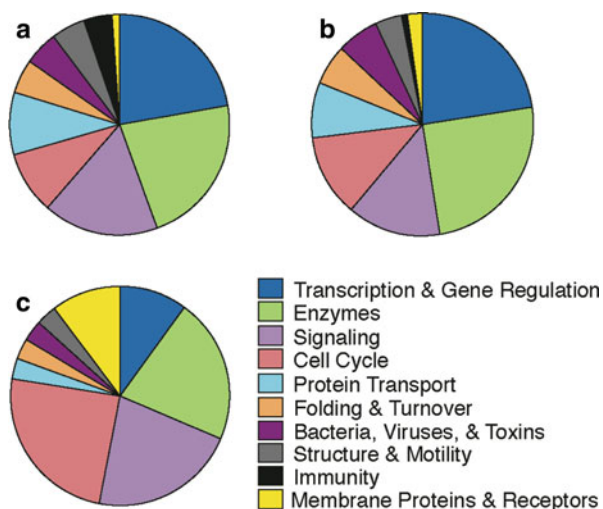 a
b
c
Transcription & Gene Regulation
Enzymes
Signaling
Cell Cycle
Protein Transport
Folding & Turnover
Bacteria, Viruses, & Toxins
Structure & Motility
Immunity
Membrane Proteins & Receptors